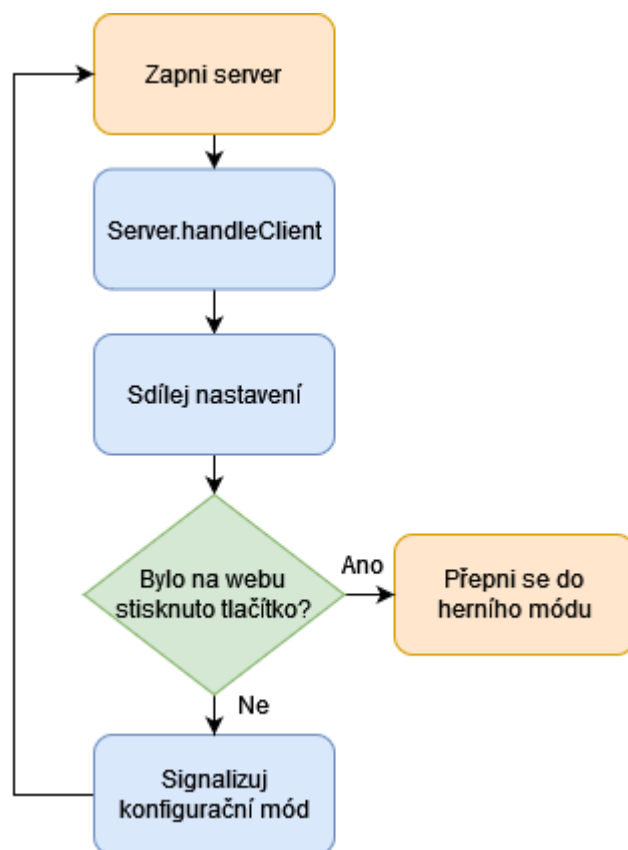 Zapni server
Server.handleClient
Sdílej nastavení
Bylo na webu
stisknuto tlačítko?
Ano
Přepni se do
herního módu
Ne
Signalizuj
konfigurační mód